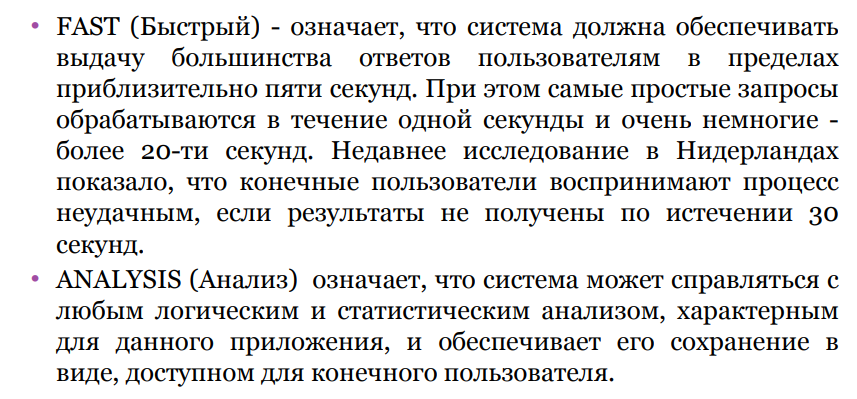 • FAST (Быстрый) - означает, что система должна обеспечивать
выдачу большинства ответов пользователям в пределах
приблизительно пяти секунд. При этом самые простые запросы
обрабатываются в течение одной секунды и очень немногие -
более 20-ти секунд. Недавнее исследование в Нидерландах
показало, что конечные пользователи воспринимают процесс
неудачным, если результаты не получены по истечении 30
секунд.
• ANALYSIS (Анализ) означает, что система может справляться с
любым логическим и статистическим анализом, характерным
для данного приложения, и обеспечивает его сохранение в
виде, доступном для конечного пользователя.